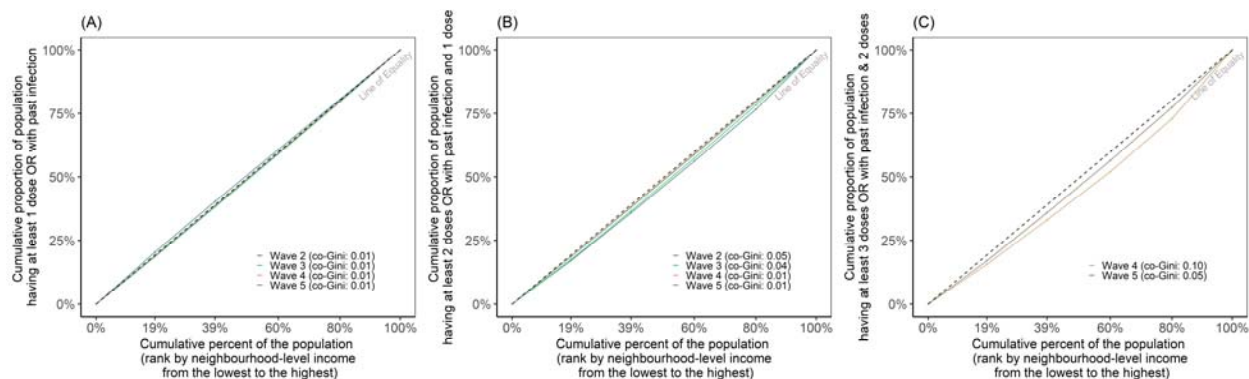 (A)
Cumulative proportion of population
having at least 1 dose OR with past infection
100%
75%
50%
25%
0%
Line of Equality
Wave 2 (co-Gini: 0.01)
Wave 3 (co-Gini: 0.01)
Wave 4 (co-Gini: 0.01)
Wave 5 (co-Gini: 0.01)
0%
19%
39%
60%
80%
100%
Cumulative percent of the population
(rank by neighbourhood-level income
from the lowest to the highest)
(B)
Cumulative proportion of population
having at least 2 doses OR with past infection and 1 dose
100%
75%
50%
25%
0%
Line of Equality
Wave 2 (co-Gini: 0.05)
Wave 3 (co-Gini: 0.04)
Wave 4 (co-Gini: 0.01)
Wave 5 (co-Gini: 0.01)
0%
19%
39%
60%
80%
100%
Cumulative percent of the population
(rank by neighbourhood-level income
from the lowest to the highest)
(C)
Cumulative proportion of population
having at least 3 doses OR with past infection & 2 doses
100%
75%
50%
25%
0%
Line of Equality
Wave 4 (co-Gini: 0.10)
Wave 5 (co-Gini: 0.05)
0%
19%
39%
60%
80%
100%
Cumulative percent of the population
(rank by neighbourhood-level income
from the lowest to the highest)